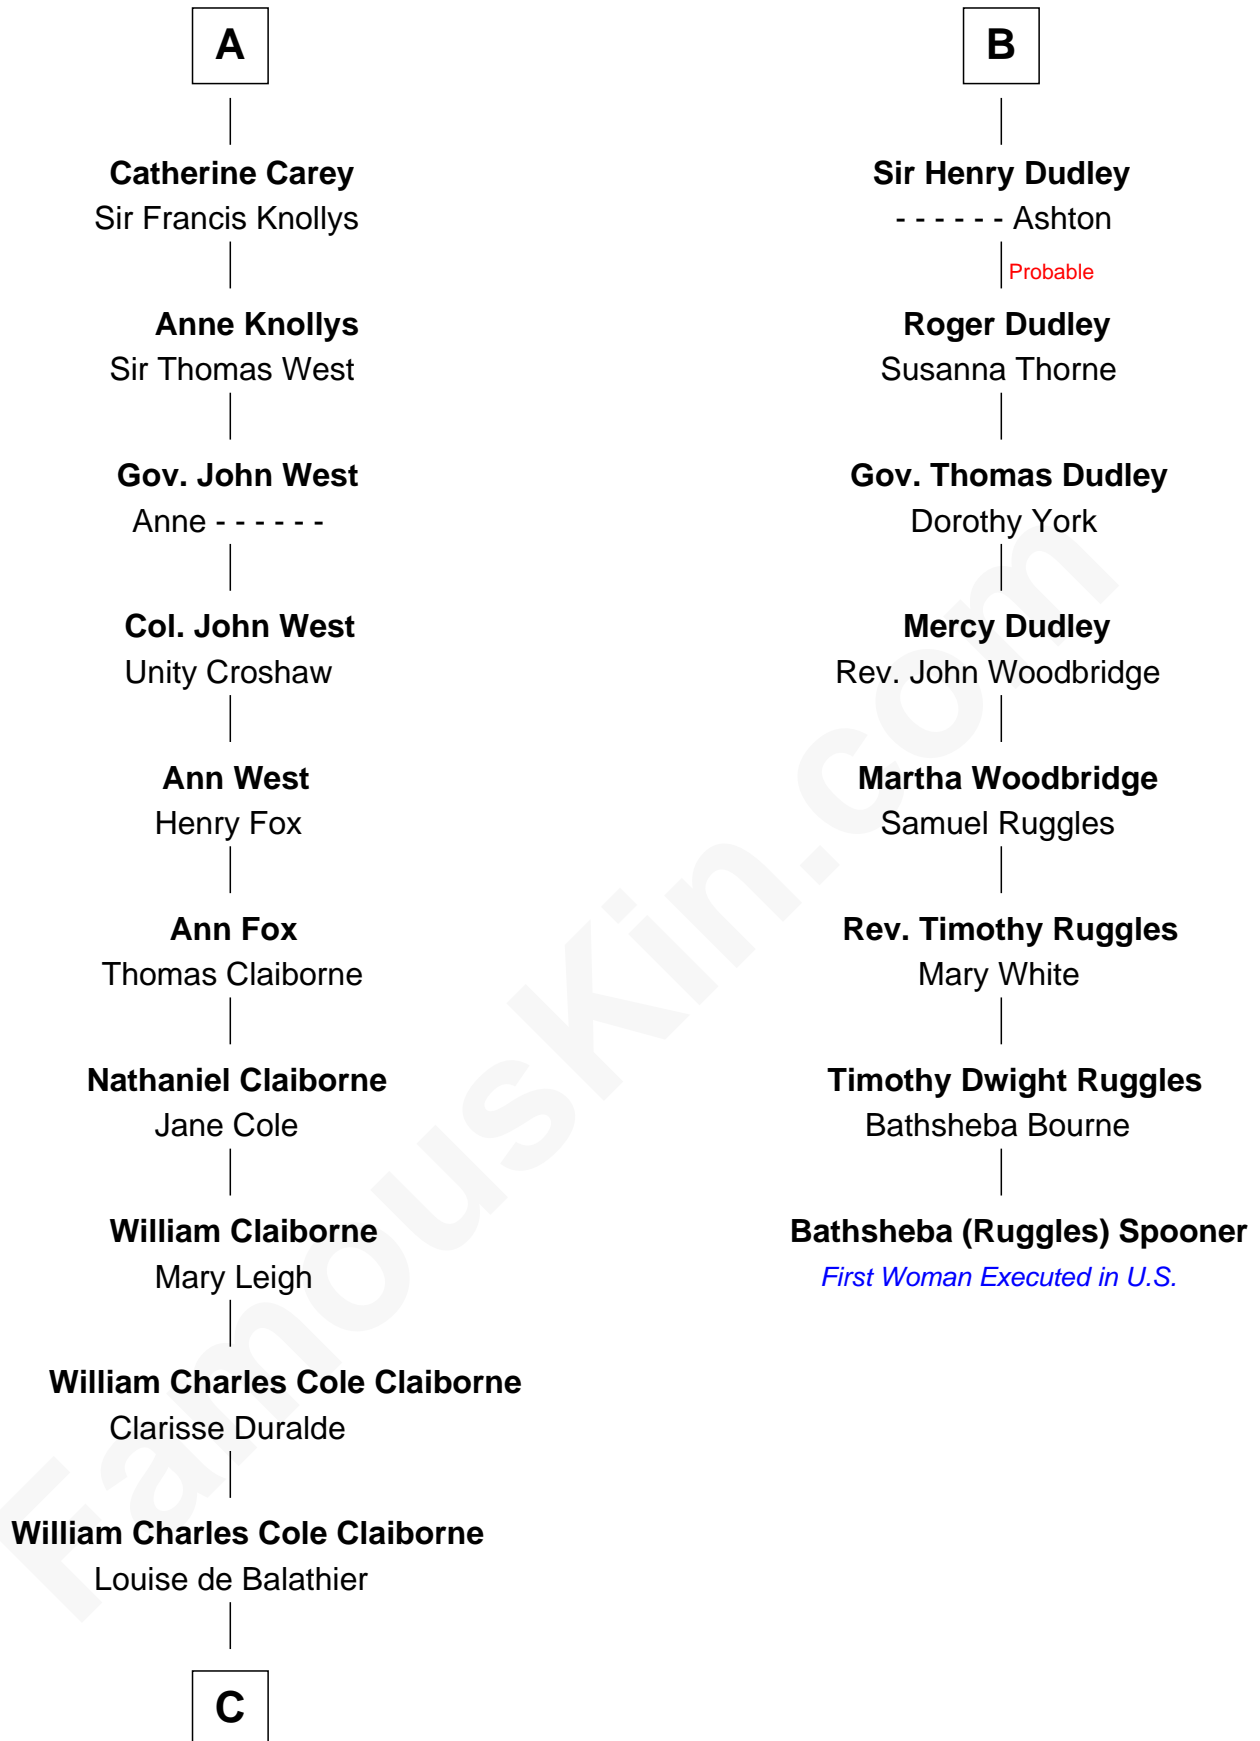 A
Catherine Carey
Sir Francis Knollys
Anne Knollys
Sir Thomas West
Gov. John West
Anne - - - - - -
Col. John West
Unity Croshaw
Ann West
Henry Fox
Ann Fox
Thomas Claiborne
Nathaniel Claiborne
Jane Cole
William Claiborne
Mary Leigh
William Charles Cole Claiborne
Clarisse Duralde
William Charles Cole Claiborne
Louise de Balathier
C
B
Sir Henry Dudley
- - - - - - Ashton
Probable
Roger Dudley
Susanna Thorne
Gov. Thomas Dudley
Dorothy York
Mercy Dudley
Rev. John Woodbridge
Martha Woodbridge
Samuel Ruggles
Rev. Timothy Ruggles
Mary White
Timothy Dwight Ruggles
Bathsheba Bourne
Bathsheba (Ruggles) Spooner
First Woman Executed in U.S.
FamousKin.com